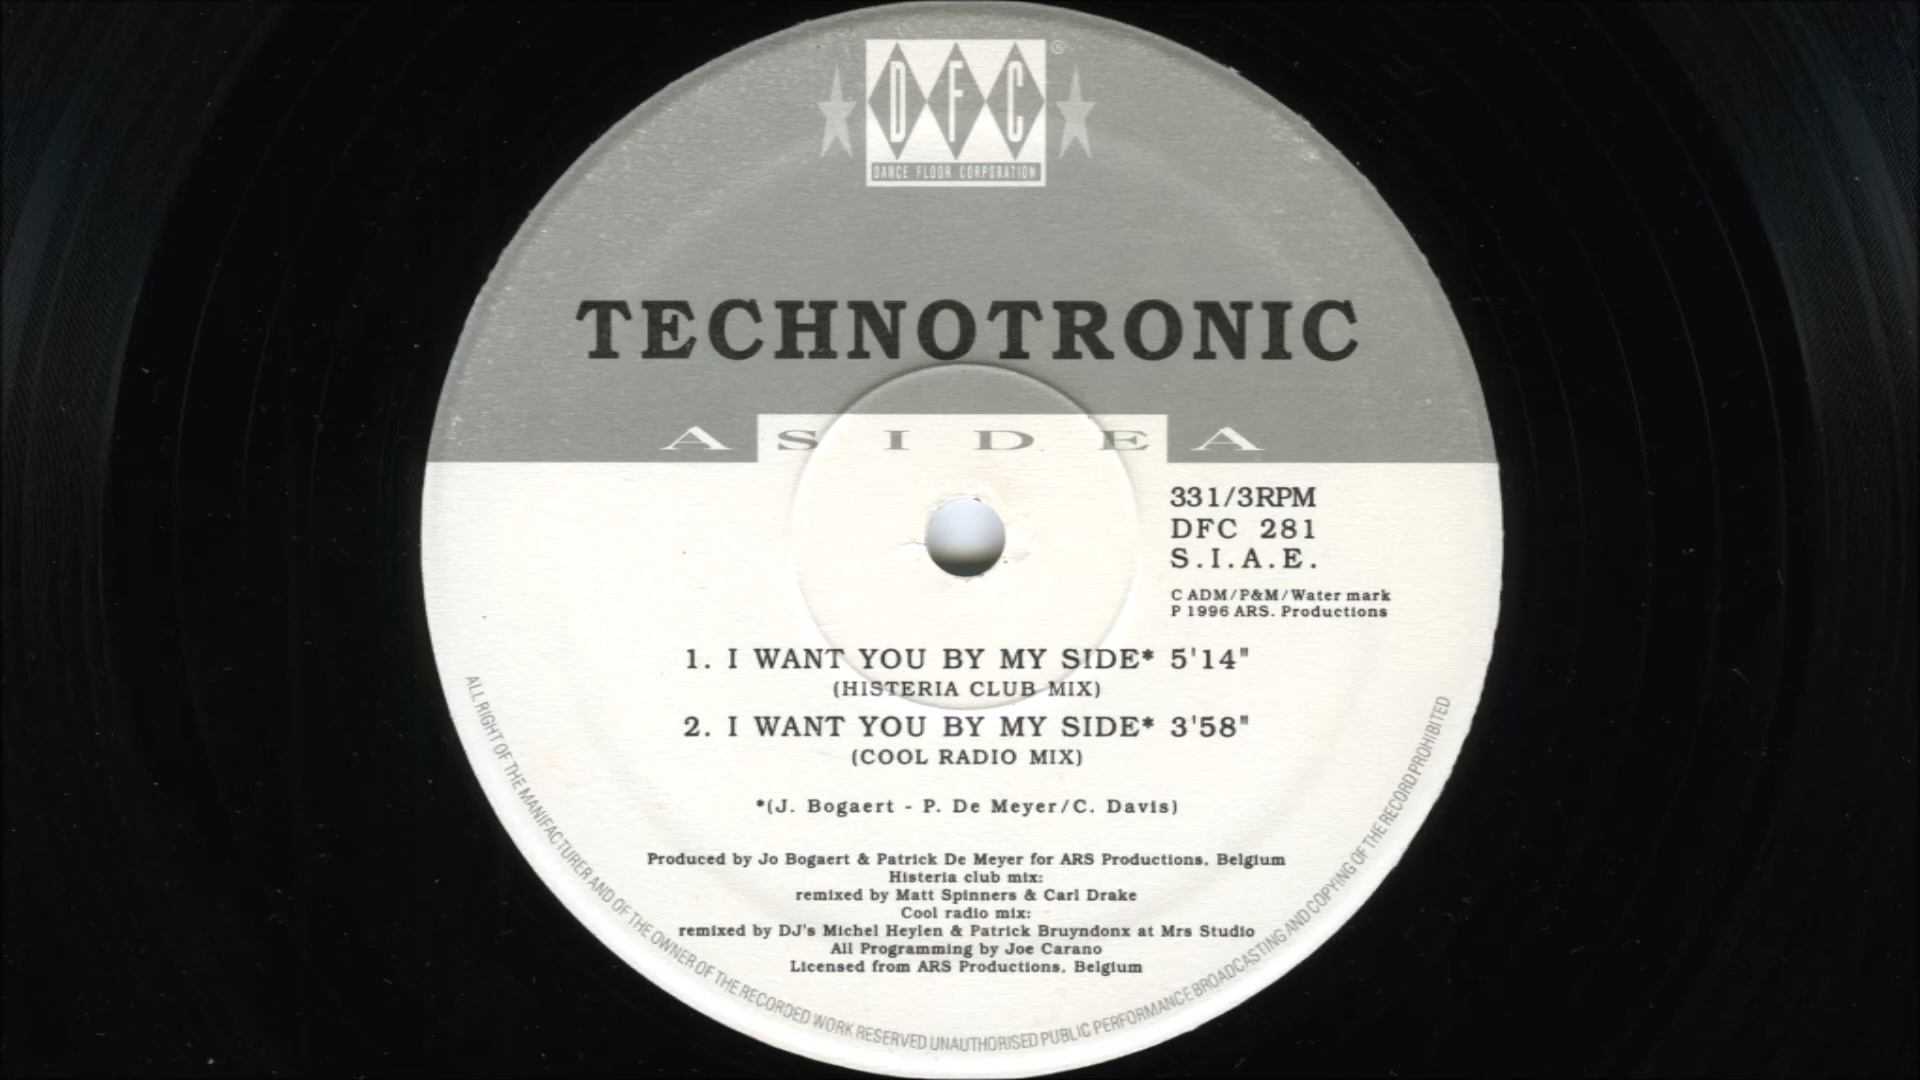 DFC
®
DANCE FLOOR CORPORATION
TECHNOTRONIC
A SIDE A
331/3RPM
DFC 281
S.I.A.E.
C ADM/P&M/Water mark
P 1996 ARS. Productions
1. I WANT YOU BY MY SIDE* 5'14"
(HISTERIA CLUB MIX)
2. I WANT YOU BY MY SIDE* 3'58"
(COOL RADIO MIX)
*(J. Bogaert - P. De Meyer/C. Davis)
Produced by Jo Bogaert & Patrick De Meyer for ARS Productions, Belgium
Histeria club mix:
remixed by Matt Spinners & Carl Drake
Cool radio mix:
remixed by DJ's Michel Heylen & Patrick Bruyndonx at Mrs Studio
All Programming by Joe Carano
Licensed from ARS Productions, Belgium
ALL RIGHT OF THE MANIFACTURER AND OF THE OWNER OF THE RECORDED WORK RESERVED UNAUTHORISED PUBLIC PERFORMANCE BROADCASTING AND COPYING OF THE RECORD PROHIBITED